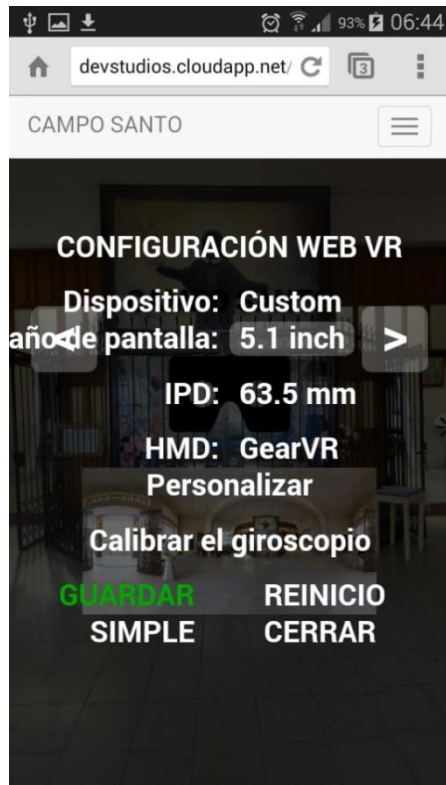 93% 06:44
devstudios.cloudapp.net/ 3
CAMPO SANTO
CONFIGURACIÓN WEB VR
Dispositivo: Custom
año de pantalla: 5.1 inch
< >
IPD: 63.5 mm
HMD: GearVR
Personalizar
Calibrar el giroscopio
GUARDAR REINICIO
SIMPLE CERRAR